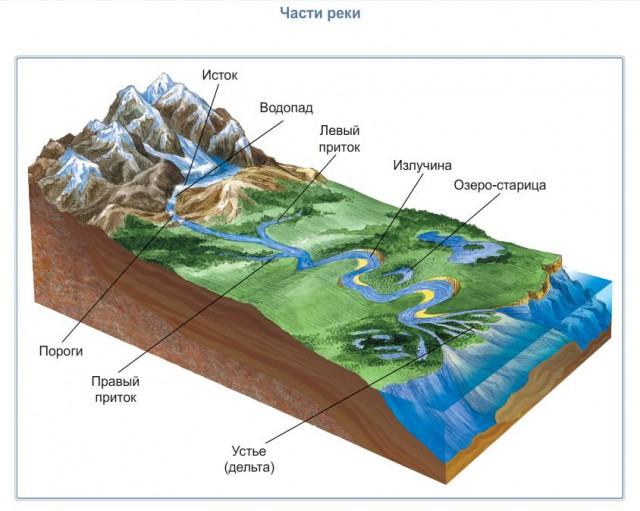 Части реки
Исток
Водопад
Левый
приток
Излучина
Озеро-старица
Пороги
Правый
приток
Устье
(дельта)